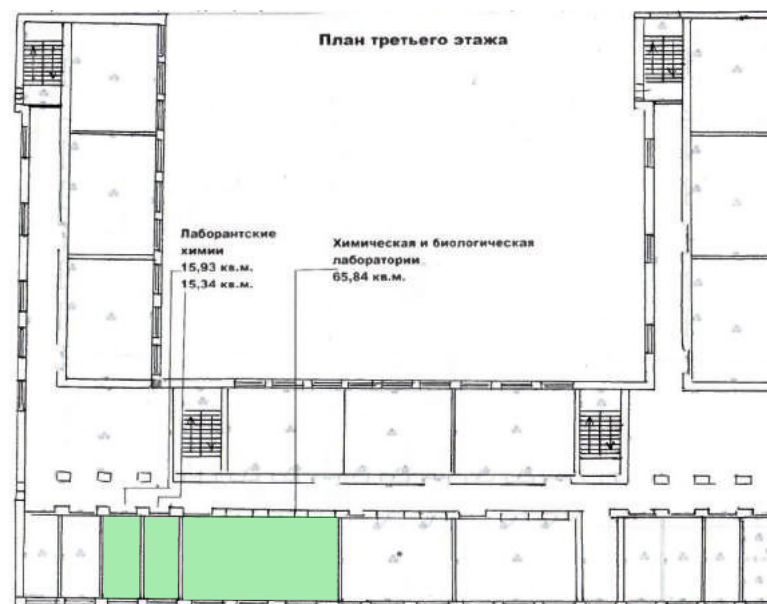 План третьего этажа
Лаборантские
химии
15,93 кв.м.
15,34 кв.м.
Химическая и биологическая
лаборатории
65,84 кв.м.